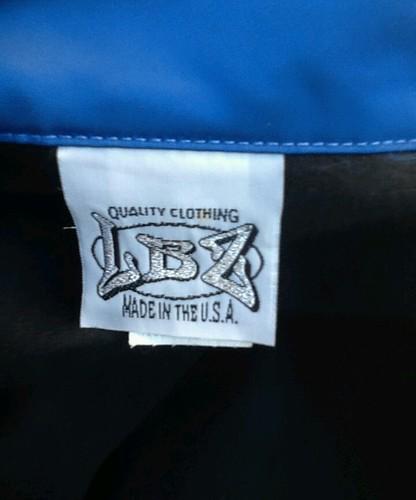 QUALITY CLOTHING
LBZ
MADE IN THE U.S.A.